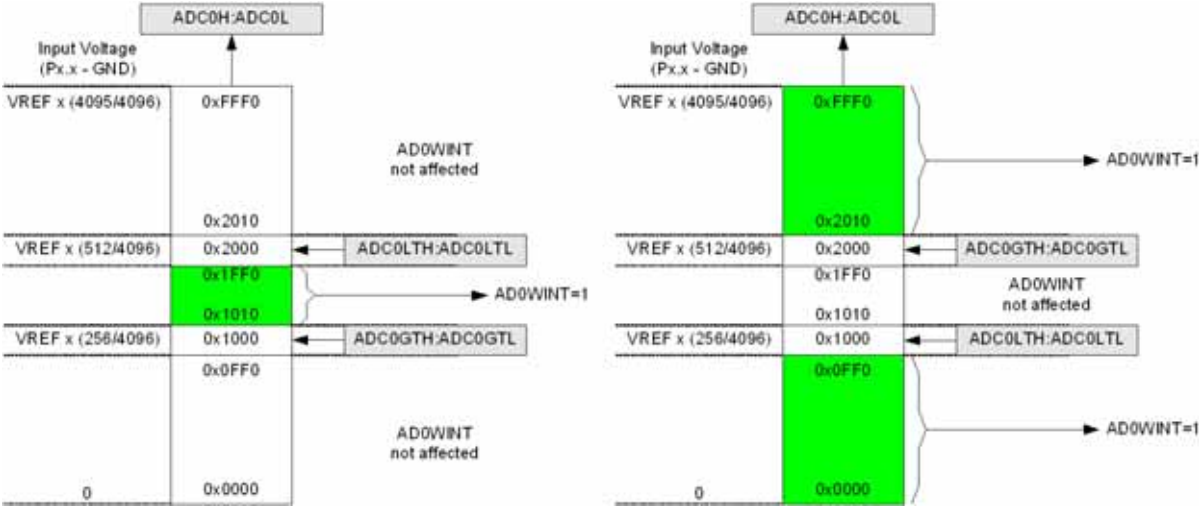 ADC0H:ADC0L
Input Voltage
(Px.x - GND)
VREF x (4095/4096)
0xFFF0
AD0WINT
not affected
0x2010
VREF x (512/4096)
0x2000
ADC0LTH:ADC0LTL
0x1FF0
AD0WINT=1
0x1010
VREF x (256/4096)
0x1000
ADC0GTH:ADC0GTL
0x0FF0
AD0WINT
not affected
0
0x0000
ADC0H:ADC0L
Input Voltage
(Px.x - GND)
VREF x (4095/4096)
0xFFF0
AD0WINT=1
0x2010
VREF x (512/4096)
0x2000
ADC0GTH:ADC0GTL
0x1FF0
AD0WINT
not affected
0x1010
VREF x (256/4096)
0x1000
ADC0LTH:ADC0LTL
0x0FF0
AD0WINT=1
0
0x0000